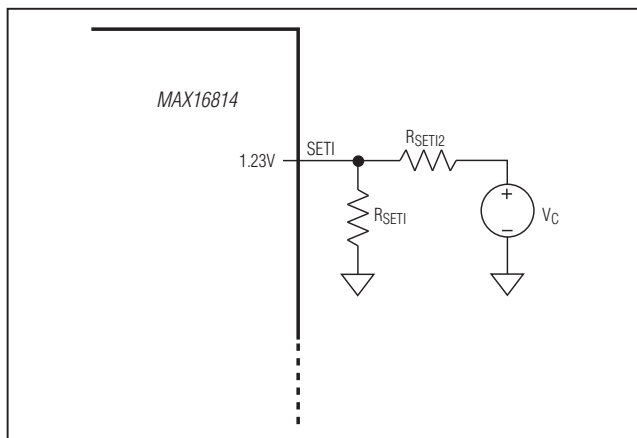 MAX16814
1.23V
SETI
RSETI2
RSETI
+
−
VC